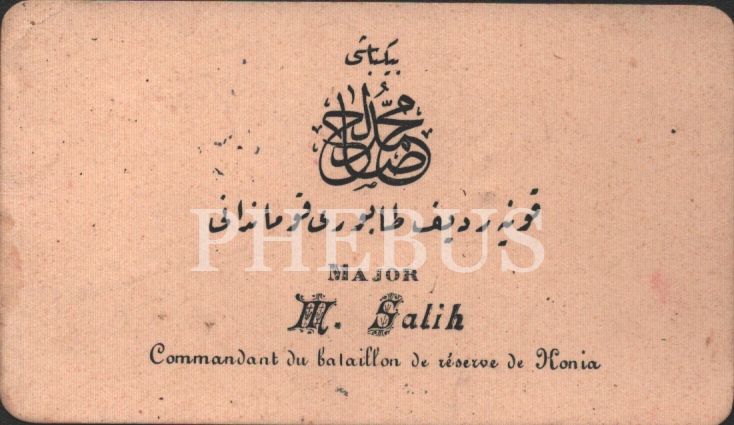 بیکباشی
محمد صالح
قونیه ردیف طابوری قوماندانی
PHEBUS
MAJOR
M. Salih
Commandant du bataillon de réserve de Konia